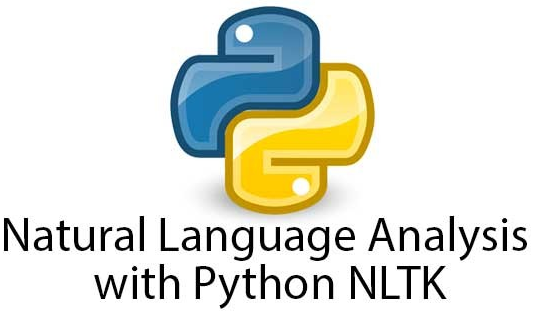 Natural Language Analysis
with Python NLTK